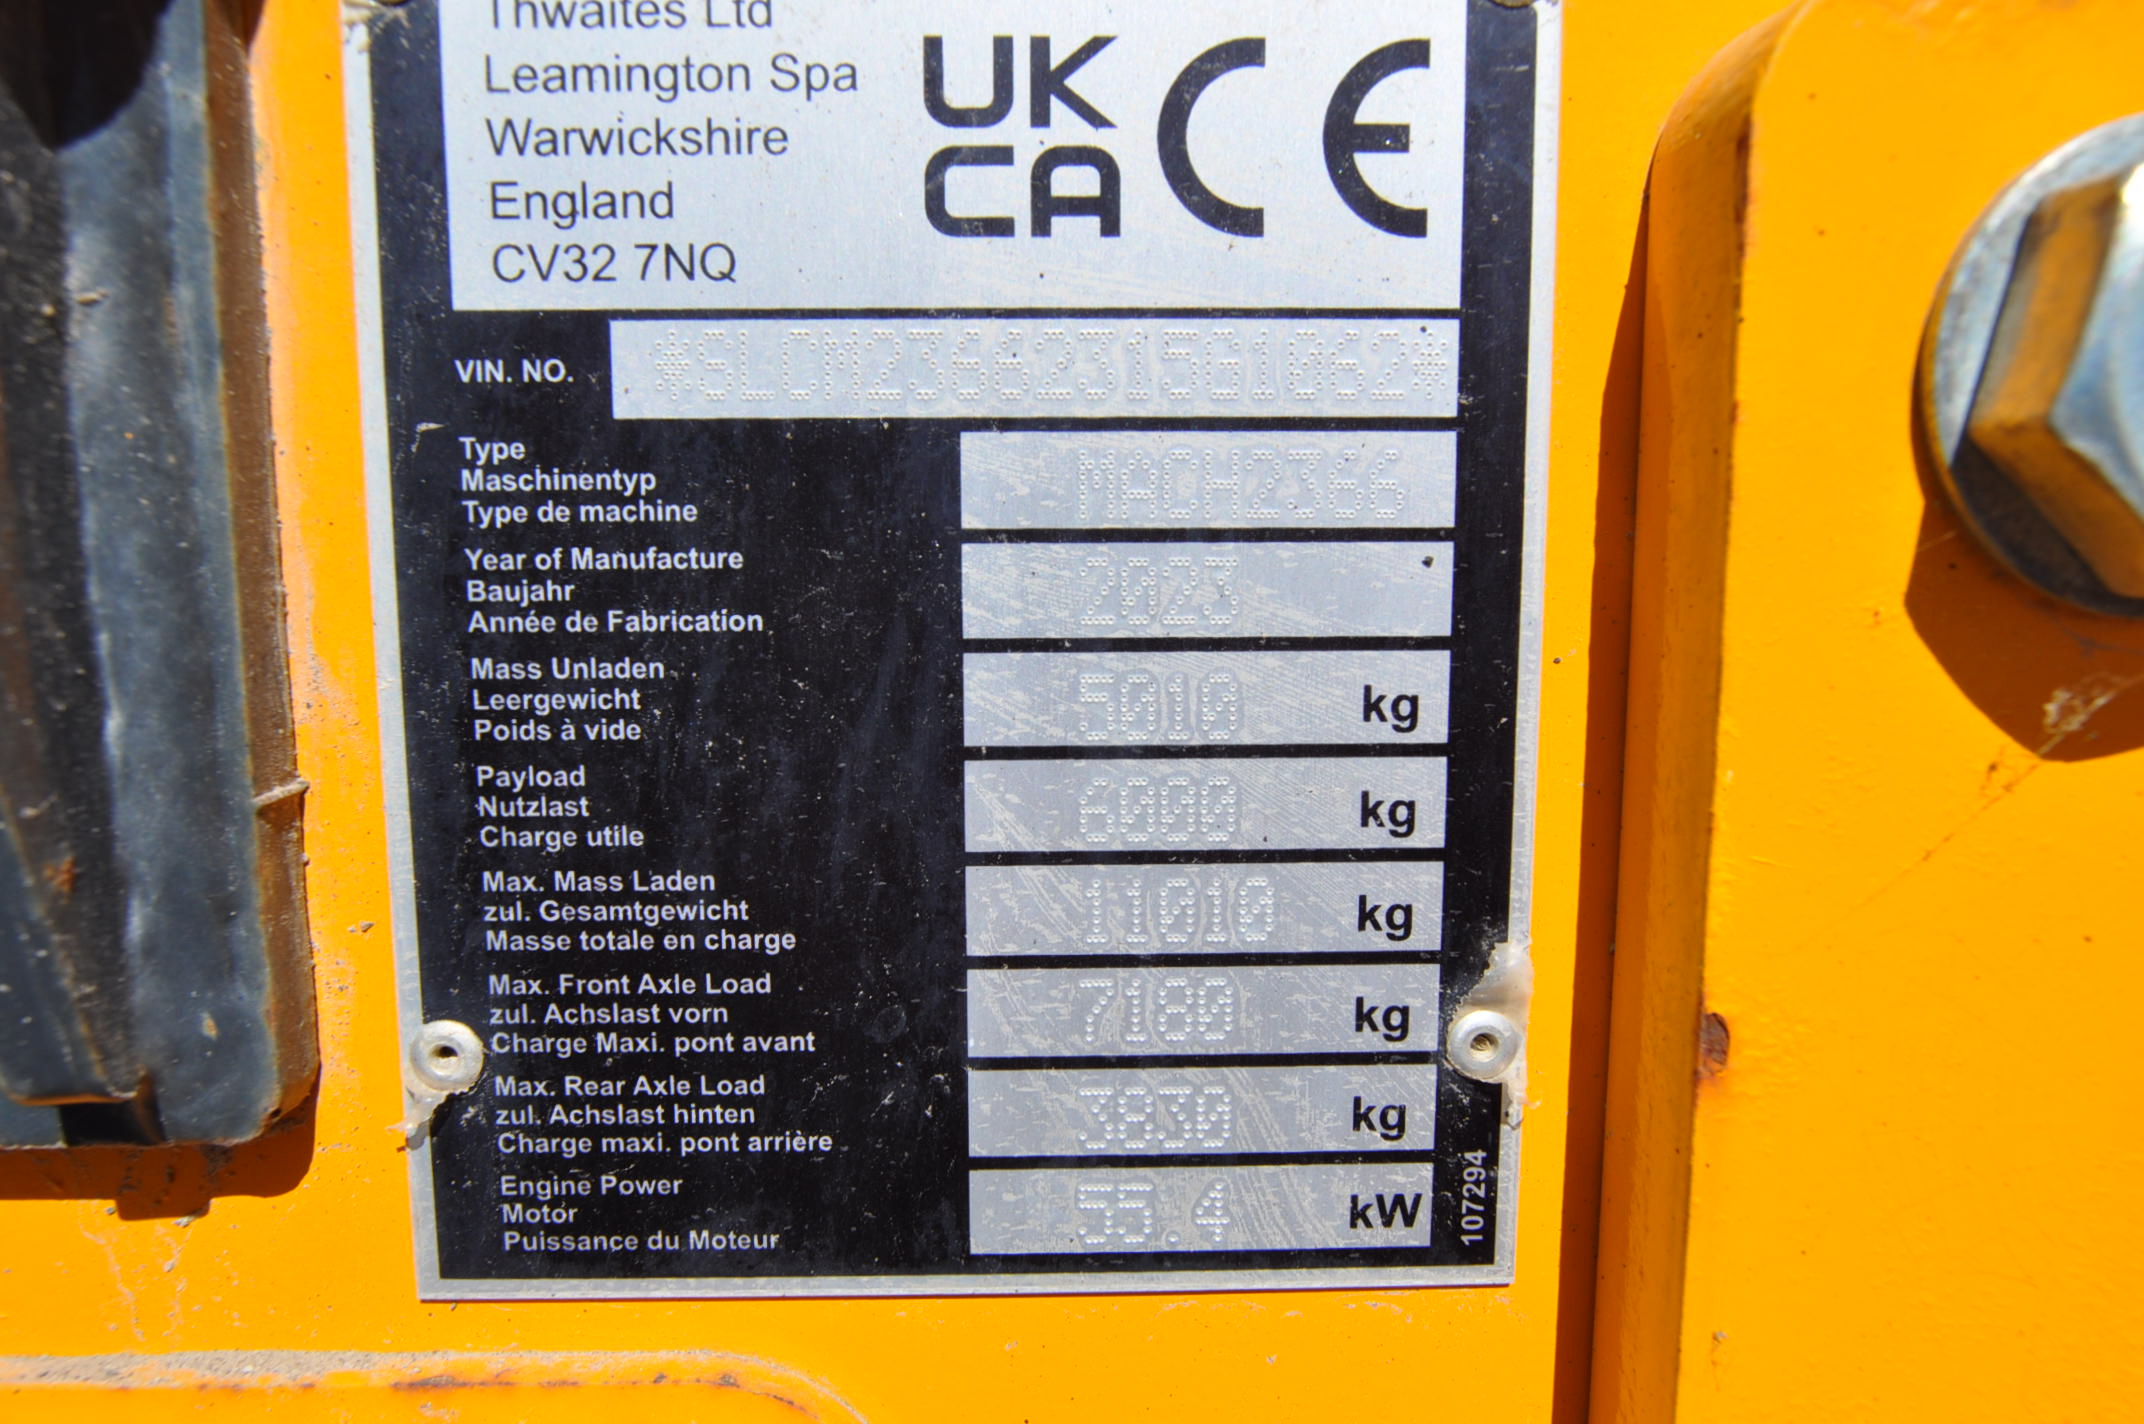 Thwaites Ltd
Leamington Spa
Warwickshire
England
CV32 7NQ
UK
CA
CE
VIN. NO.
*SLCM2366231581062*
Type
Maschinentyp
Type de machine
MACH2366
Year of Manufacture
Baujahr
Année de Fabrication
2023
Mass Unladen
Leergewicht
Poids à vide
5010 kg
Payload
Nutzlast
Charge utile
6000 kg
Max. Mass Laden
zul. Gesamtgewicht
Masse totale en charge
11010 kg
Max. Front Axle Load
zul. Achslast vorn
Charge Maxi. pont avant
7180 kg
Max. Rear Axle Load
zul. Achslast hinten
Charge maxi. pont arrière
3830 kg
Engine Power
Motor
Puissance du Moteur
55.4 kW
107294